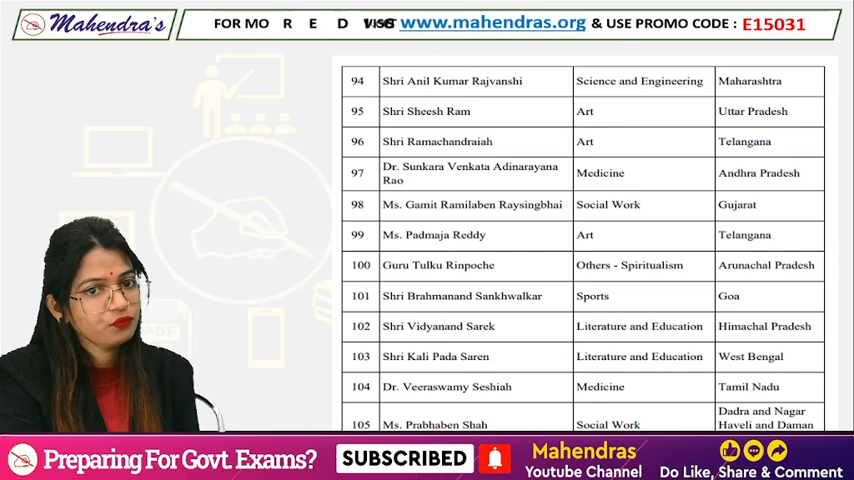 Mahendra's
FOR MO R E D VISIT www.mahendras.org & USE PROMO CODE : E15031
94 Shri Anil Kumar Rajvanshi Science and Engineering Maharashtra
95 Shri Sheesh Ram Art Uttar Pradesh
96 Shri Ramachandraiah Art Telangana
97 Dr. Sunkara Venkata Adinarayana Rao Medicine Andhra Pradesh
98 Ms. Gamit Ramilaben Raysingbhai Social Work Gujarat
99 Ms. Padmaja Reddy Art Telangana
100 Guru Tulku Rinpoche Others - Spiritualism Arunachal Pradesh
101 Shri Brahmanand Sankhwalkar Sports Goa
102 Shri Vidyanand Sarek Literature and Education Himachal Pradesh
103 Shri Kali Pada Saren Literature and Education West Bengal
104 Dr. Veeraswamy Seshiah Medicine Tamil Nadu
105 Ms. Prabhaben Shah Social Work Dadra and Nagar Haveli and Daman
PDF
Preparing For Govt. Exams? SUBSCRIBED Mahendras
Youtube Channel Do Like, Share & Comment